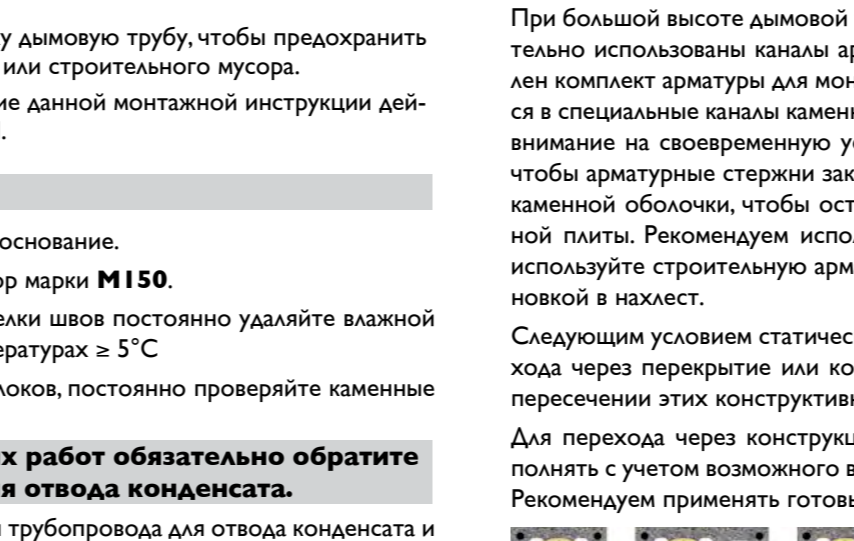 у дымовую трубу, чтобы предохранить
или строительного мусора.
ие данной монтажной инструкции дей-
.
основание.
ор марки М150.
елки швов постоянно удаляйте влажной
ературах ≥ 5°C
локов, постоянно проверяйте каменные
х работ обязательно обратите
я отвода конденсата.
трубопровода для отвода конденсата и
При большой высоте дымовой
тельно использованы каналы ар
лен комплект арматуры для мон
ся в специальные каналы камен
внимание на своевременную ус
чтобы арматурные стержни зак
каменной оболочки, чтобы ост
ной плиты. Рекомендуем испол
используйте строительную арм
новкой в нахлест.
Следующим условием статичес
хода через перекрытие или ко
пересечении этих конструктив
Для перехода через конструкц
полнять с учетом возможного в
Рекомендуем применять готовы